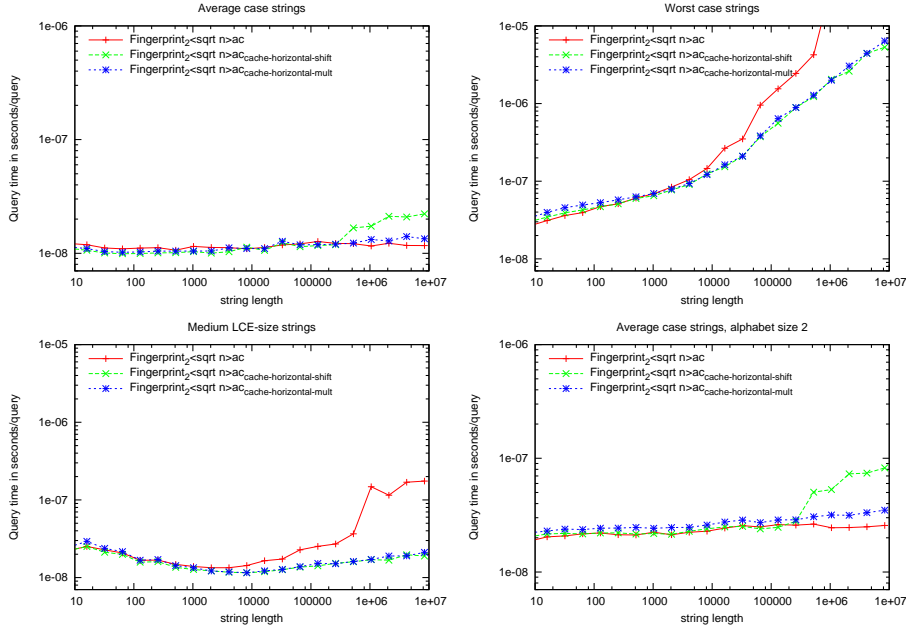 Average case strings
1e-06
1e-07
1e-08
Query time in seconds/query
Fingerprint2<sqrt n>ac
Fingerprint2<sqrt n>accache-horizontal-shift
Fingerprint2<sqrt n>accache-horizontal-mult
10 100 1000 10000 100000 1e+06 1e+07
string length
Worst case strings
1e-05
1e-06
1e-07
1e-08
Query time in seconds/query
Fingerprint2<sqrt n>ac
Fingerprint2<sqrt n>accache-horizontal-shift
Fingerprint2<sqrt n>accache-horizontal-mult
10 100 1000 10000 100000 1e+06 1e+07
string length
Medium LCE-size strings
1e-05
1e-06
1e-07
1e-08
Query time in seconds/query
Fingerprint2<sqrt n>ac
Fingerprint2<sqrt n>accache-horizontal-shift
Fingerprint2<sqrt n>accache-horizontal-mult
10 100 1000 10000 100000 1e+06 1e+07
string length
Average case strings, alphabet size 2
1e-06
1e-07
1e-08
Query time in seconds/query
Fingerprint2<sqrt n>ac
Fingerprint2<sqrt n>accache-horizontal-shift
Fingerprint2<sqrt n>accache-horizontal-mult
10 100 1000 10000 100000 1e+06 1e+07
string length